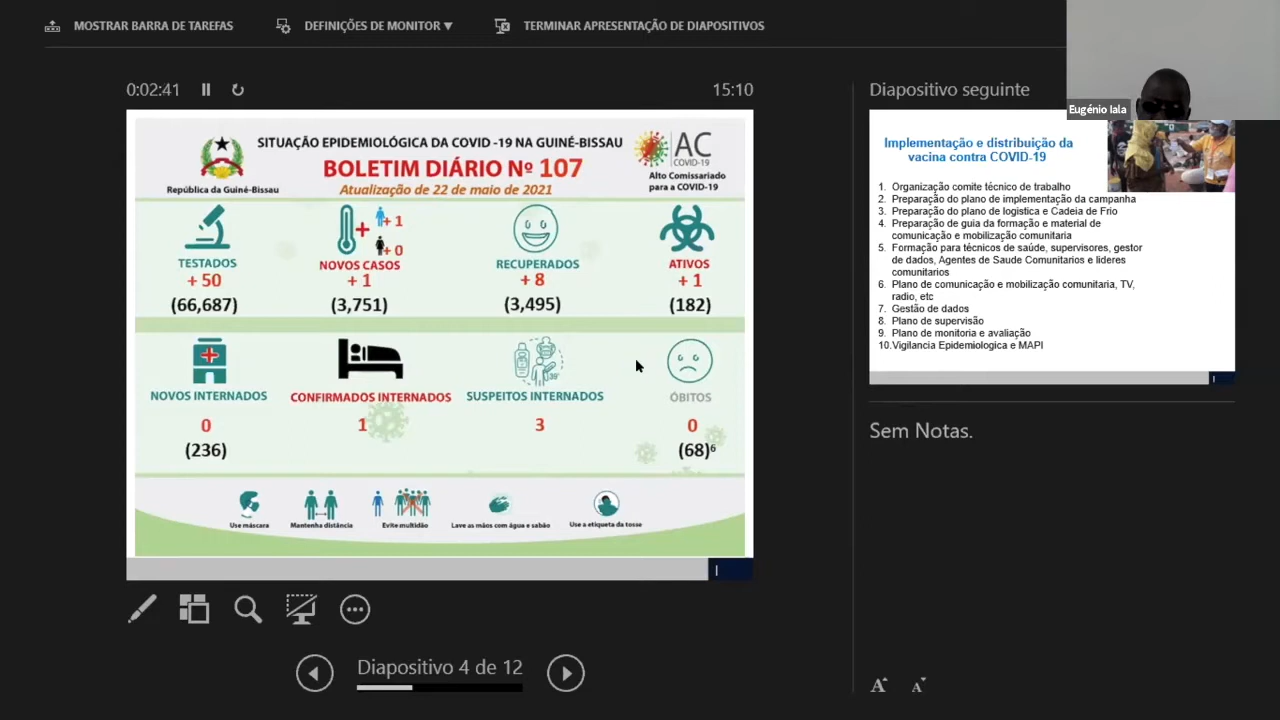 MOSTRAR BARRA DE TAREFAS
DEFINIÇÕES DE MONITOR
TERMINAR APRESENTAÇÃO DE DIAPOSITIVOS
Eugénio Iala
0:02:41
15:10
SITUAÇÃO EPIDEMIOLÓGICA DA COVID -19 NA GUINÉ-BISSAU
BOLETIM DIÁRIO Nº 107
Atualização de 22 de maio de 2021
República da Guiné-Bissau
AC
COVID-19
Alto Comissariado
para a COVID-19
+ 1
+ 0
TESTADOS
+ 50
(66,687)
NOVOS CASOS
+ 1
(3,751)
RECUPERADOS
+ 8
(3,495)
ATIVOS
+ 1
(182)
39°
NOVOS INTERNADOS
0
(236)
CONFIRMADOS INTERNADOS
1
SUSPEITOS INTERNADOS
3
ÓBITOS
0
(68)⁶
Use máscara
Mantenha distância
Evite multidão
Lave as mãos com água e sabão
Use a etiqueta da tosse
Diapositivo 4 de 12
Diapositivo seguinte
Implementação e distribuição da
vacina contra COVID-19
1. Organização comite técnico de trabalho
2. Preparação do plano de implementação da campanha
3. Preparação do plano de logistica e Cadeia de Frio
4. Preparação de guia da formação e material de
comunicação e mobilização comunitaria
5. Formação para técnicos de saúde, supervisores, gestor
de dados, Agentes de Saude Comunitarios e lideres
comunitarios
6. Plano de comunicação e mobilização comunitaria, TV,
radio, etc
7. Gestão de dados
8. Plano de supervisão
9. Plano de monitoria e avaliação
10.Vigilancia Epidemiologica e MAPI
Sem Notas.
A A